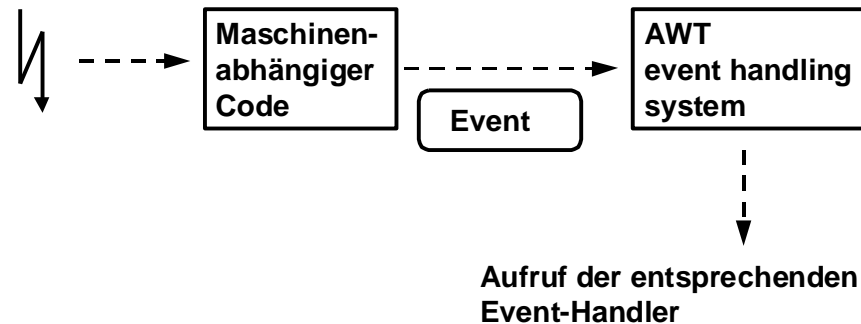 Maschinen-
abhängiger
Code
Event
AWT
event handling
system
Aufruf der entsprechenden
Event-Handler